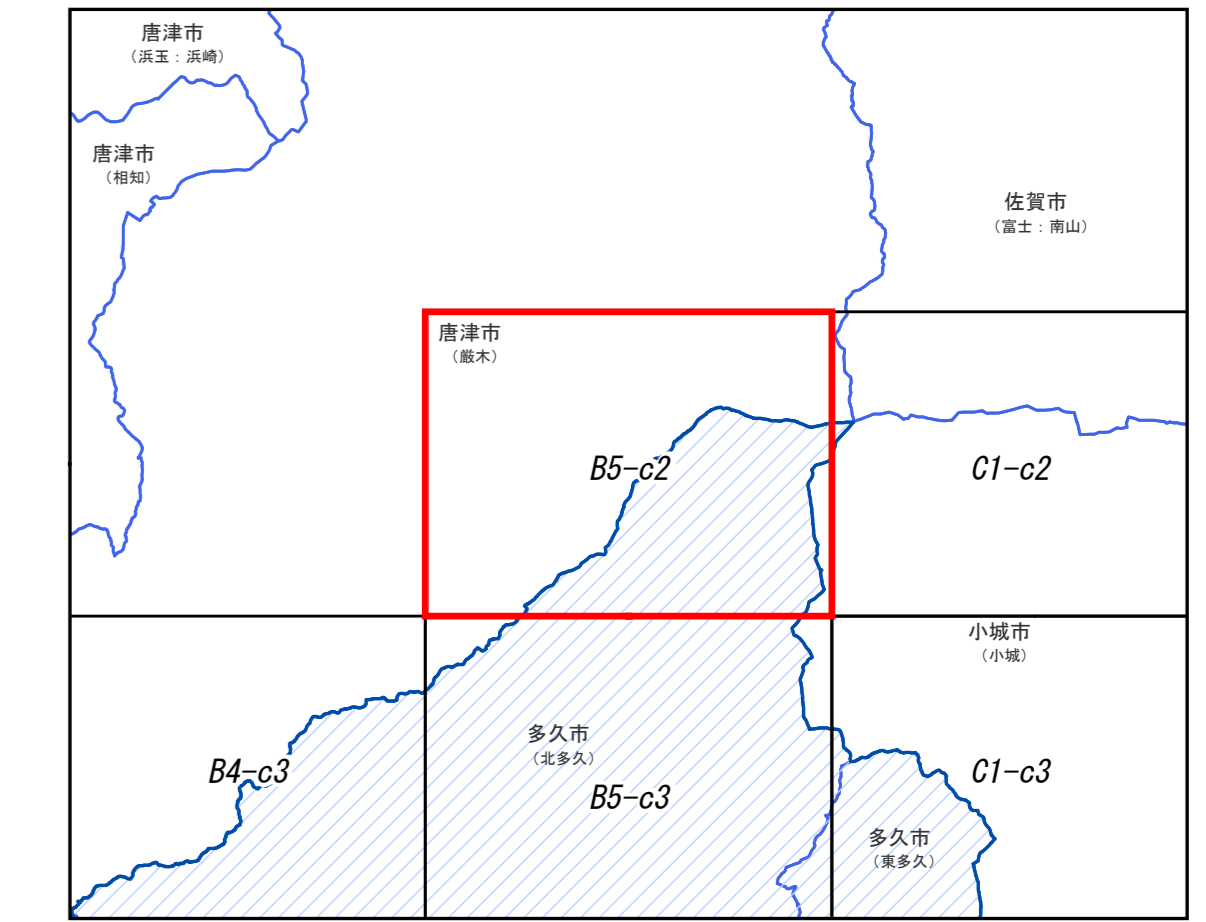 唐津市
（浜玉：浜崎）
唐津市
（相知）
佐賀市
（富士：南山）
唐津市
（厳木）
B5-c2
C1-c2
小城市
（小城）
多久市
（北多久）
B4-c3
B5-c3
C1-c3
多久市
（東多久）